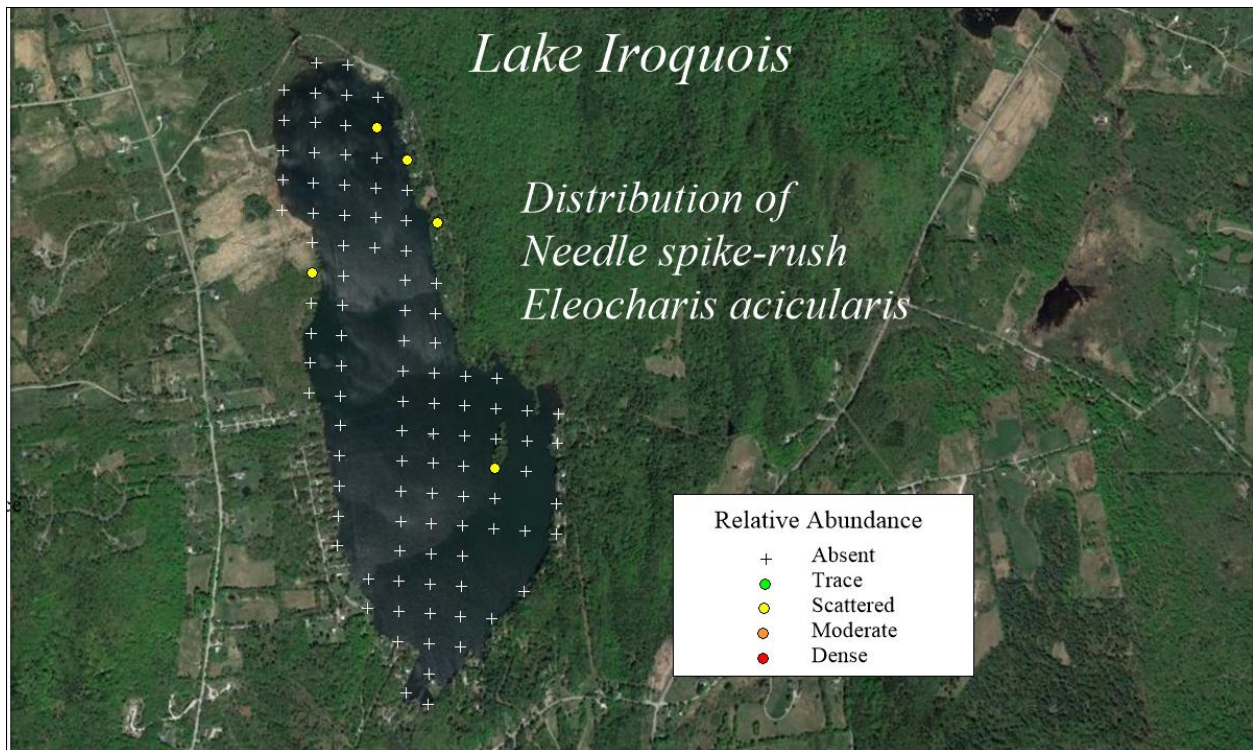 Lake Iroquois
Distribution of
Needle spike-rush
Eleocharis acicularis
Relative Abundance
Absent
Trace
Scattered
Moderate
Dense